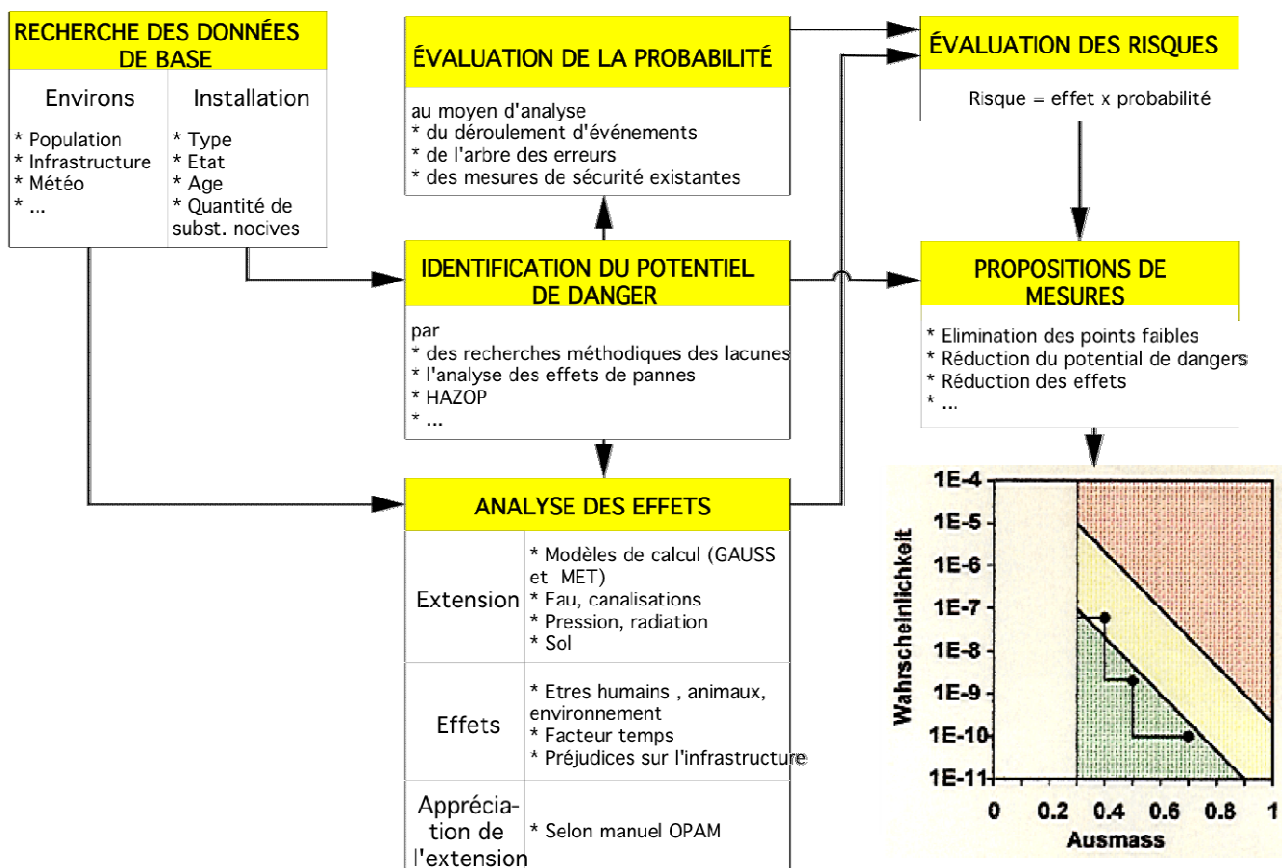 RECHERCHE DES DONNÉES
DE BASE
Environs
* Population
* Infrastructure
* Météo
* ...
Installation
* Type
* Etat
* Age
* Quantité de
subst. nocives
ÉVALUATION DE LA PROBABILITÉ
au moyen d'analyse
* du déroulement d'événements
* de l'arbre des erreurs
* des mesures de sécurité existantes
ÉVALUATION DES RISQUES
Risque = effet x probabilité
IDENTIFICATION DU POTENTIEL
DE DANGER
par
* des recherches méthodiques des lacunes
* l'analyse des effets de pannes
* HAZOP
* ...
PROPOSITIONS DE
MESURES
* Elimination des points faibles
* Réduction du potential de dangers
* Réduction des effets
* ...
ANALYSE DES EFFETS
Extension
* Modèles de calcul (GAUSS
et MET)
* Eau, canalisations
* Pression, radiation
* Sol
Effets
* Etres humains , animaux,
environnement
* Facteur temps
* Préjudices sur l'infrastructure
Apprécia-
tion de
l'extension
* Selon manuel OPAM
Wahrscheinlichkeit
1E-4
1E-5
1E-6
1E-7
1E-8
1E-9
1E-10
1E-11
0 0.2 0.4 0.6 0.8 1
Ausmass